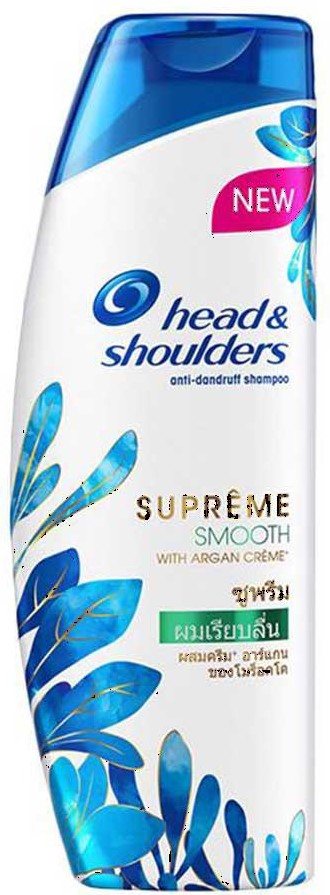 NEW
head &
shoulders
anti-dandruff shampoo
SUPRÊME
SMOOTH
WITH ARGAN CRÈME*
ซูพรีม
ผมเรียบลื่น
ผสมครีม* อาร์แกน
ของโมร็อคโค